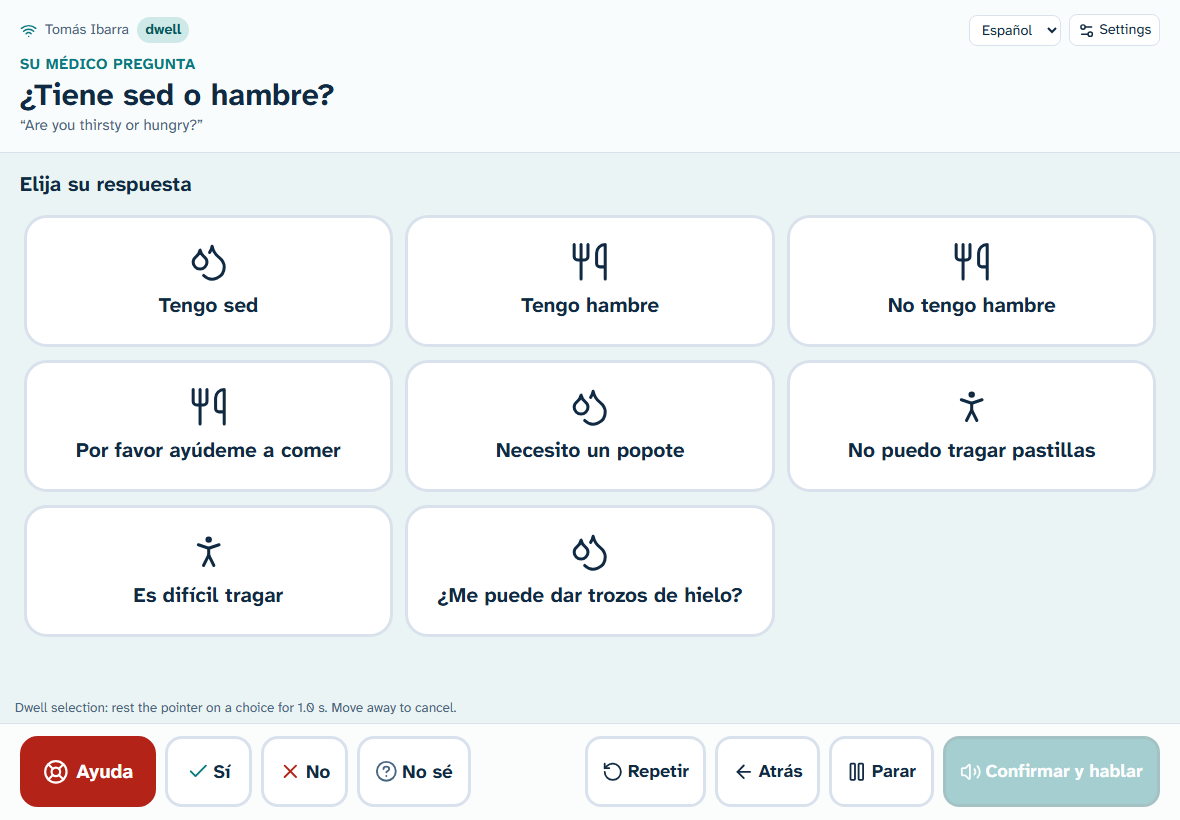 Tomás Ibarra dwell Español Settings
SU MÉDICO PREGUNTA
¿Tiene sed o hambre?
“Are you thirsty or hungry?”
Elija su respuesta
Tengo sed
Tengo hambre
No tengo hambre
Por favor ayúdeme a comer
Necesito un popote
No puedo tragar pastillas
Es difícil tragar
¿Me puede dar trozos de hielo?
Dwell selection: rest the pointer on a choice for 1.0 s. Move away to cancel.
Ayuda Sí No No sé Repetir Atrás Parar Confirmar y hablar